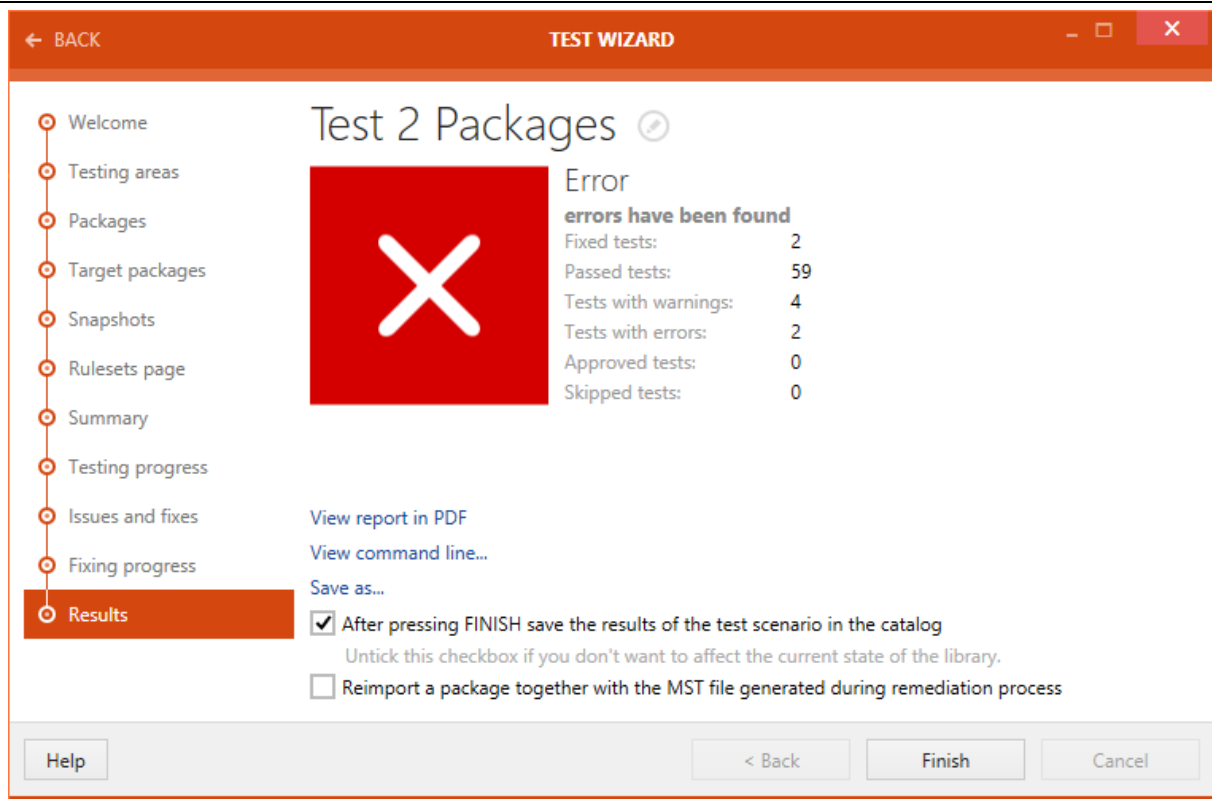 BACK
TEST WIZARD
Welcome
Testing areas
Packages
Target packages
Snapshots
Rulesets page
Summary
Testing progress
Issues and fixes
Fixing progress
Results
Test 2 Packages
Error
errors have been found
Fixed tests: 2
Passed tests: 59
Tests with warnings: 4
Tests with errors: 2
Approved tests: 0
Skipped tests: 0
View report in PDF
View command line...
Save as...
After pressing FINISH save the results of the test scenario in the catalog
Untick this checkbox if you don't want to affect the current state of the library.
Reimport a package together with the MST file generated during remediation process
Help
< Back
Finish
Cancel